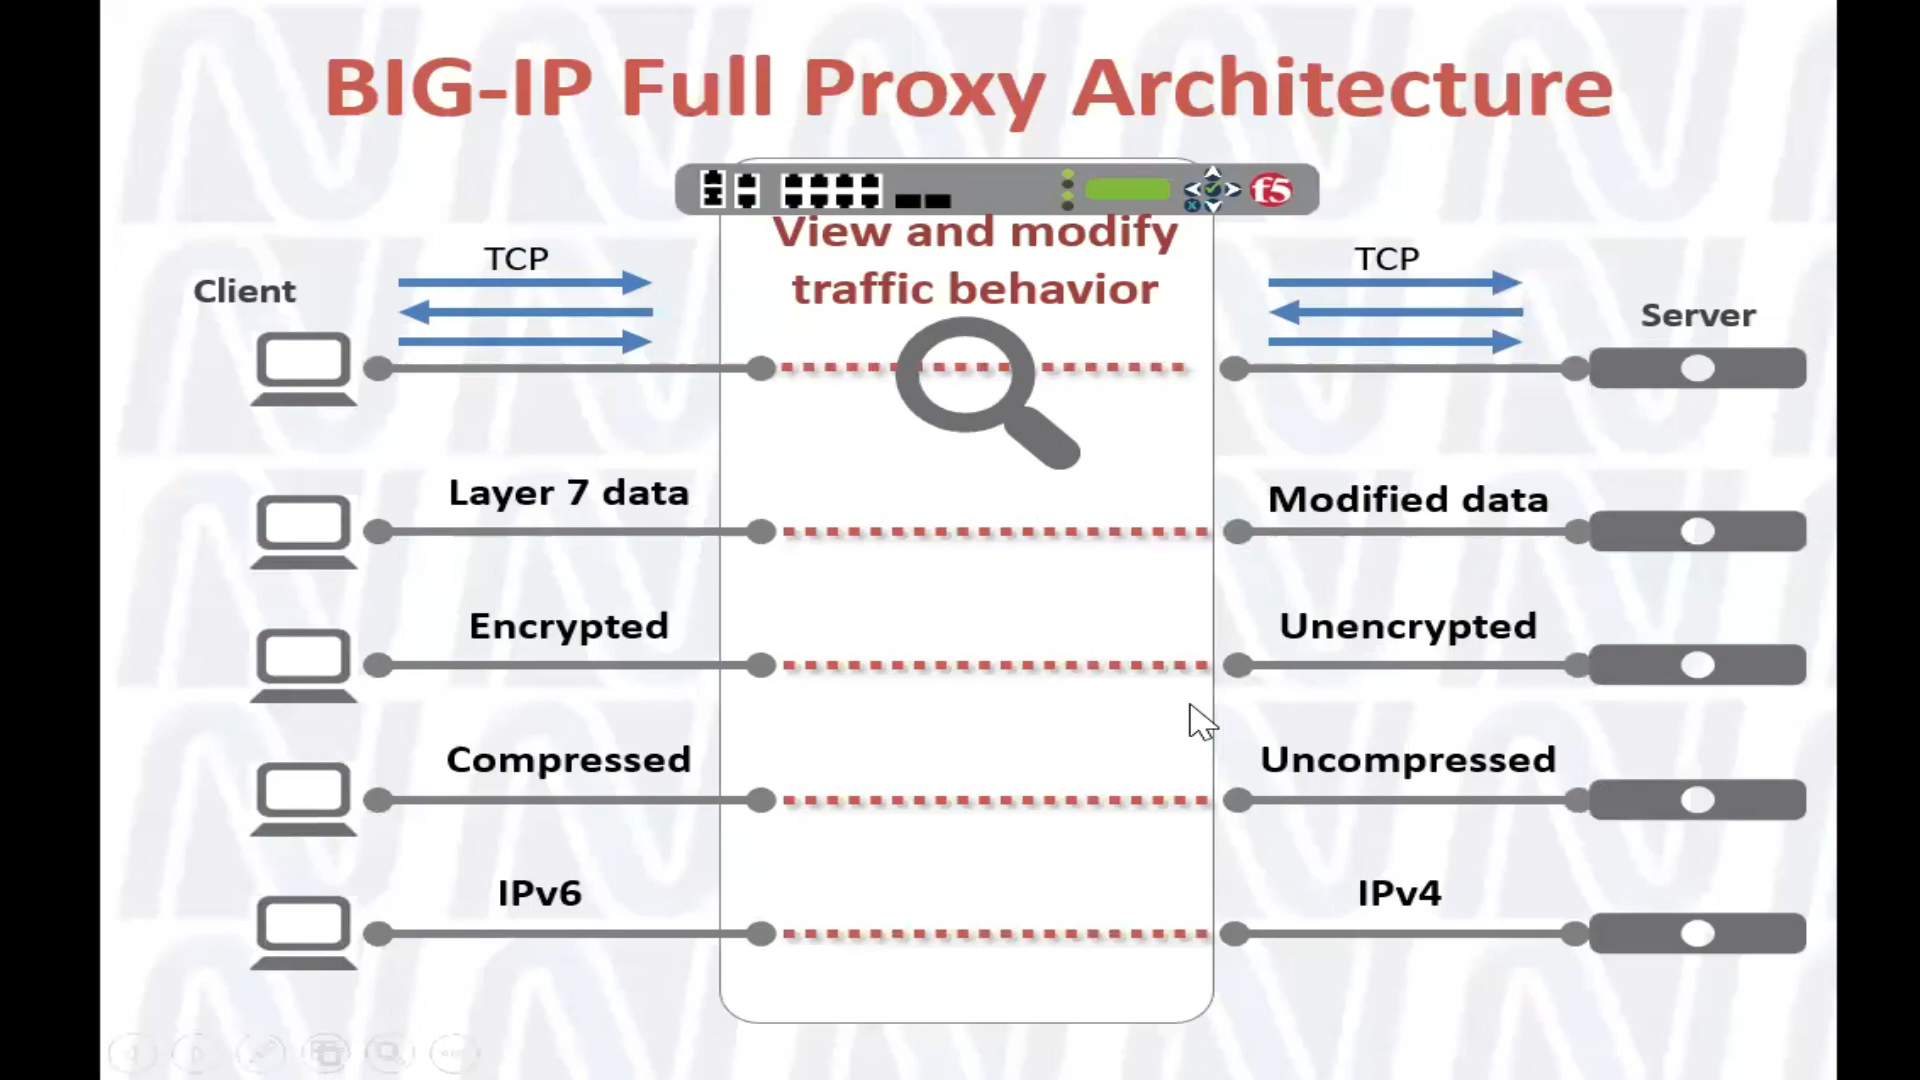 BIG-IP Full Proxy Architecture
f5
View and modify
traffic behavior
TCP
TCP
Client
Server
Layer 7 data
Modified data
Encrypted
Unencrypted
Compressed
Uncompressed
IPv6
IPv4